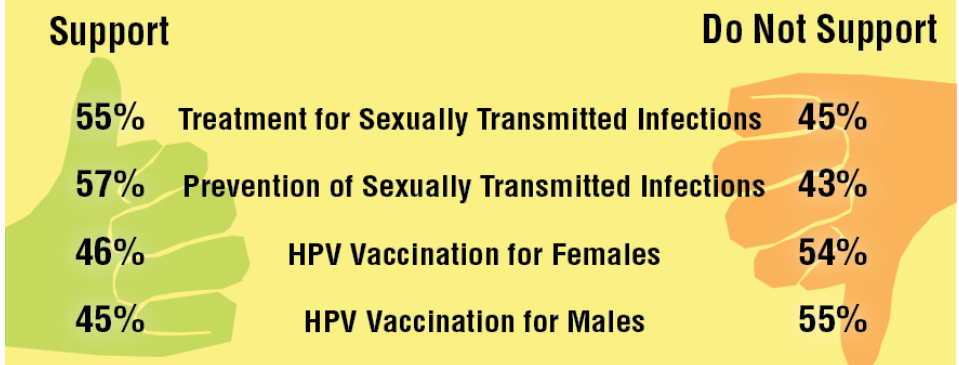 Support Do Not Support
55% Treatment for Sexually Transmitted Infections 45%
57% Prevention of Sexually Transmitted Infections 43%
46% HPV Vaccination for Females 54%
45% HPV Vaccination for Males 55%